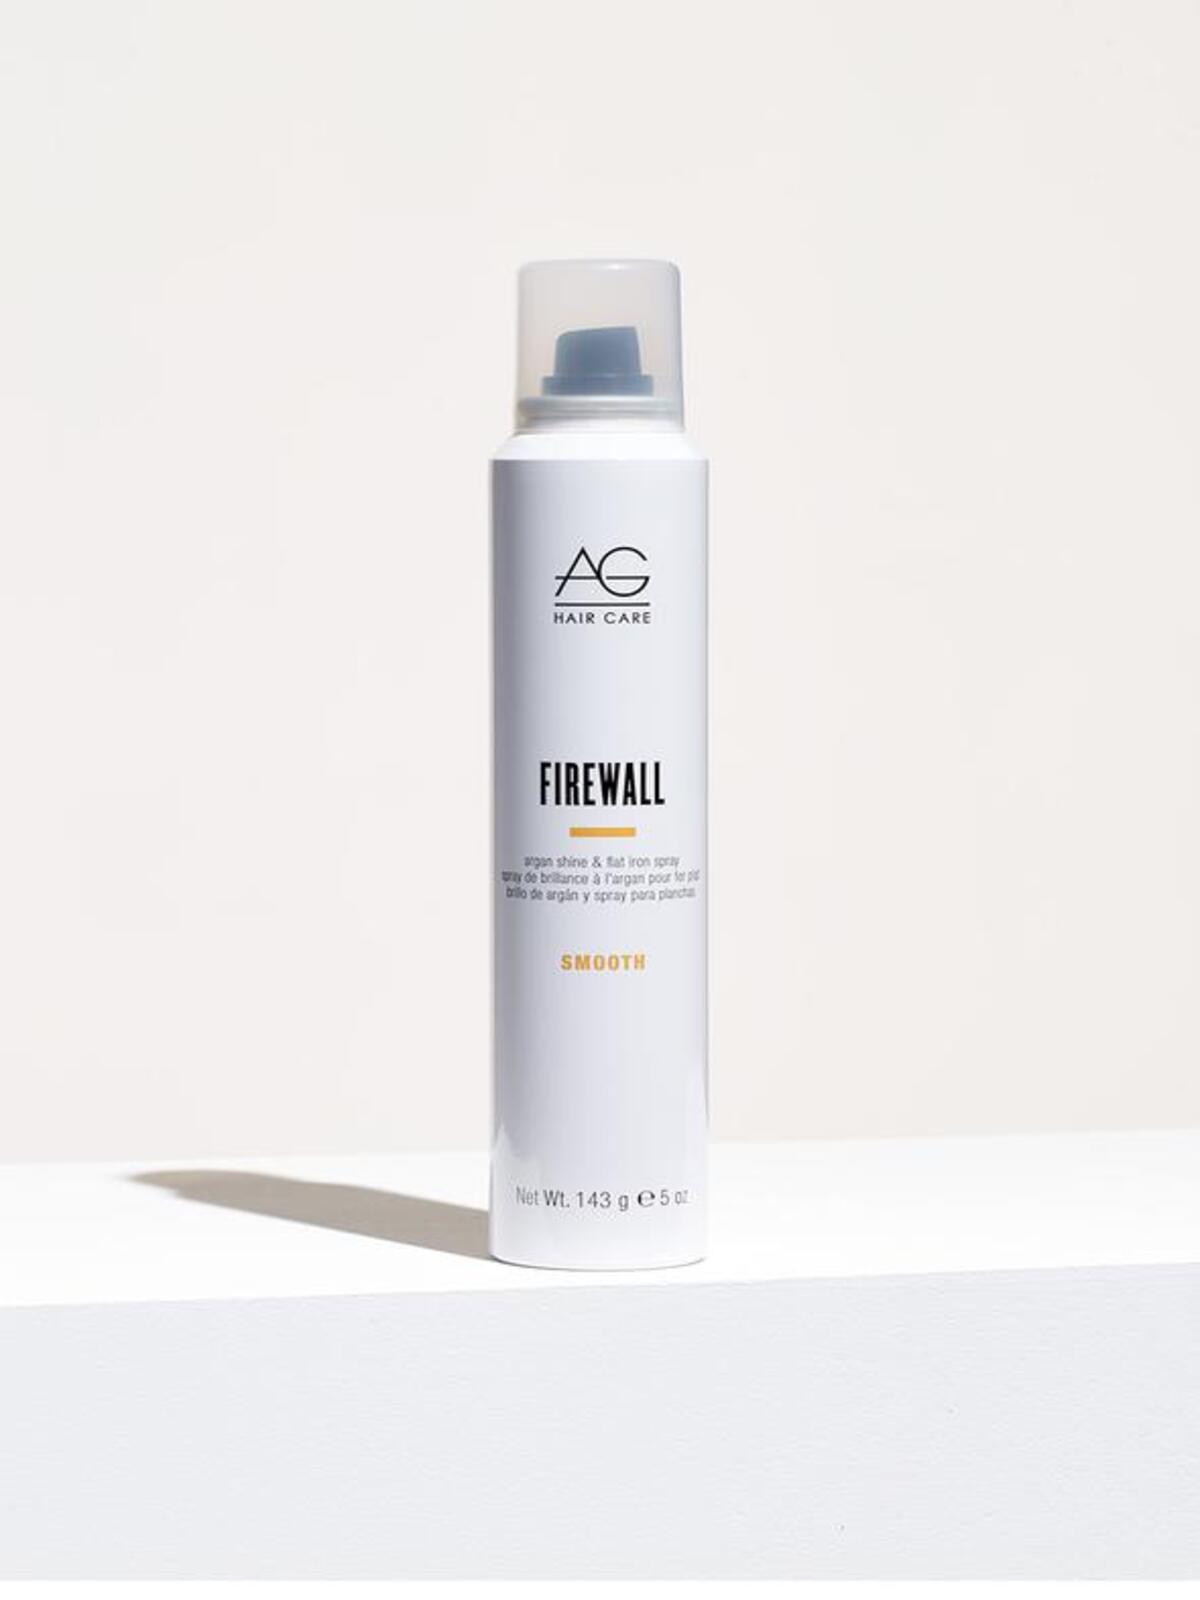 AG
HAIR CARE
FIREWALL
argan shine & flat iron spray
spray de brillance à l'argan pour fer plat
brillo de argán y spray para planchas
SMOOTH
Net Wt. 143 g ℮ 5 oz